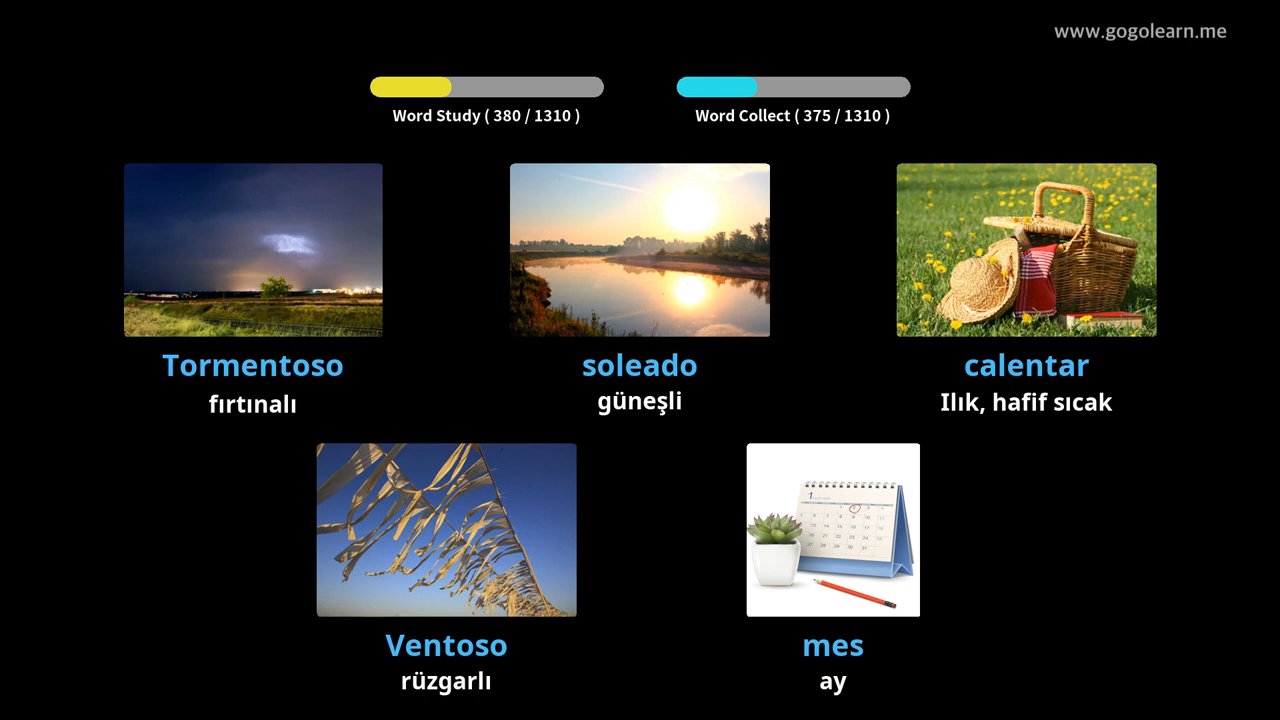 www.gogolearn.me
Word Study ( 380 / 1310 )
Word Collect ( 375 / 1310 )
Tormentoso
fırtınalı
soleado
güneşli
calentar
Ilık, hafif sıcak
Ventoso
rüzgarlı
mes
ay